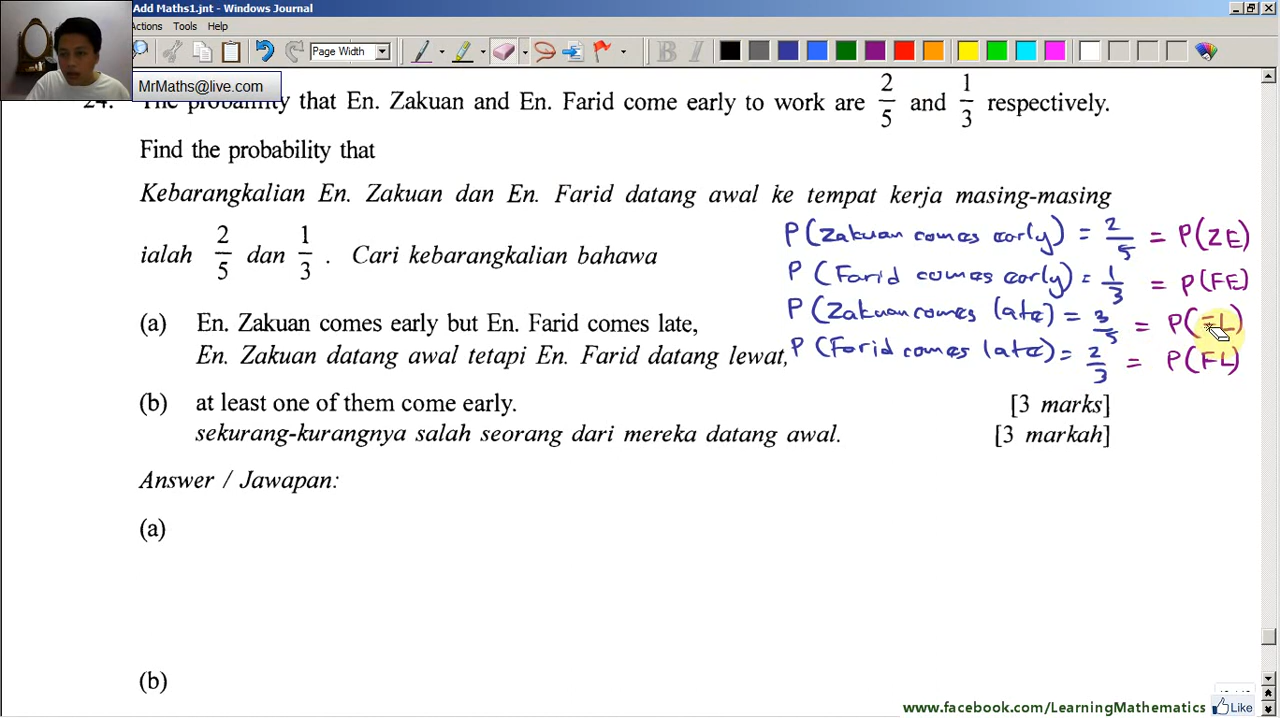 Add Maths1.jnt - Windows Journal
Actions Tools Help
Page Width
MrMaths@live.com
24. The probability that En. Zakuan and En. Farid come early to work are 2/5 and 1/3 respectively.
Find the probability that
Kebarangkalian En. Zakuan dan En. Farid datang awal ke tempat kerja masing-masing
ialah 2/5 dan 1/3 . Cari kebarangkalian bahawa
P(Zakuan comes early) = 2/5 = P(ZE)
P (Farid comes early) = 1/3 = P(FE)
P(Zakuan comes late) = 3/5 = P(FL)
P (Farid comes late) = 2/3 = P(FL)
(a) En. Zakuan comes early but En. Farid comes late,
En. Zakuan datang awal tetapi En. Farid datang lewat,
(b) at least one of them come early. [3 marks]
sekurang-kurangnya salah seorang dari mereka datang awal. [3 markah]
Answer / Jawapan:
(a)
(b)
www.facebook.com/LearningMathematics Like